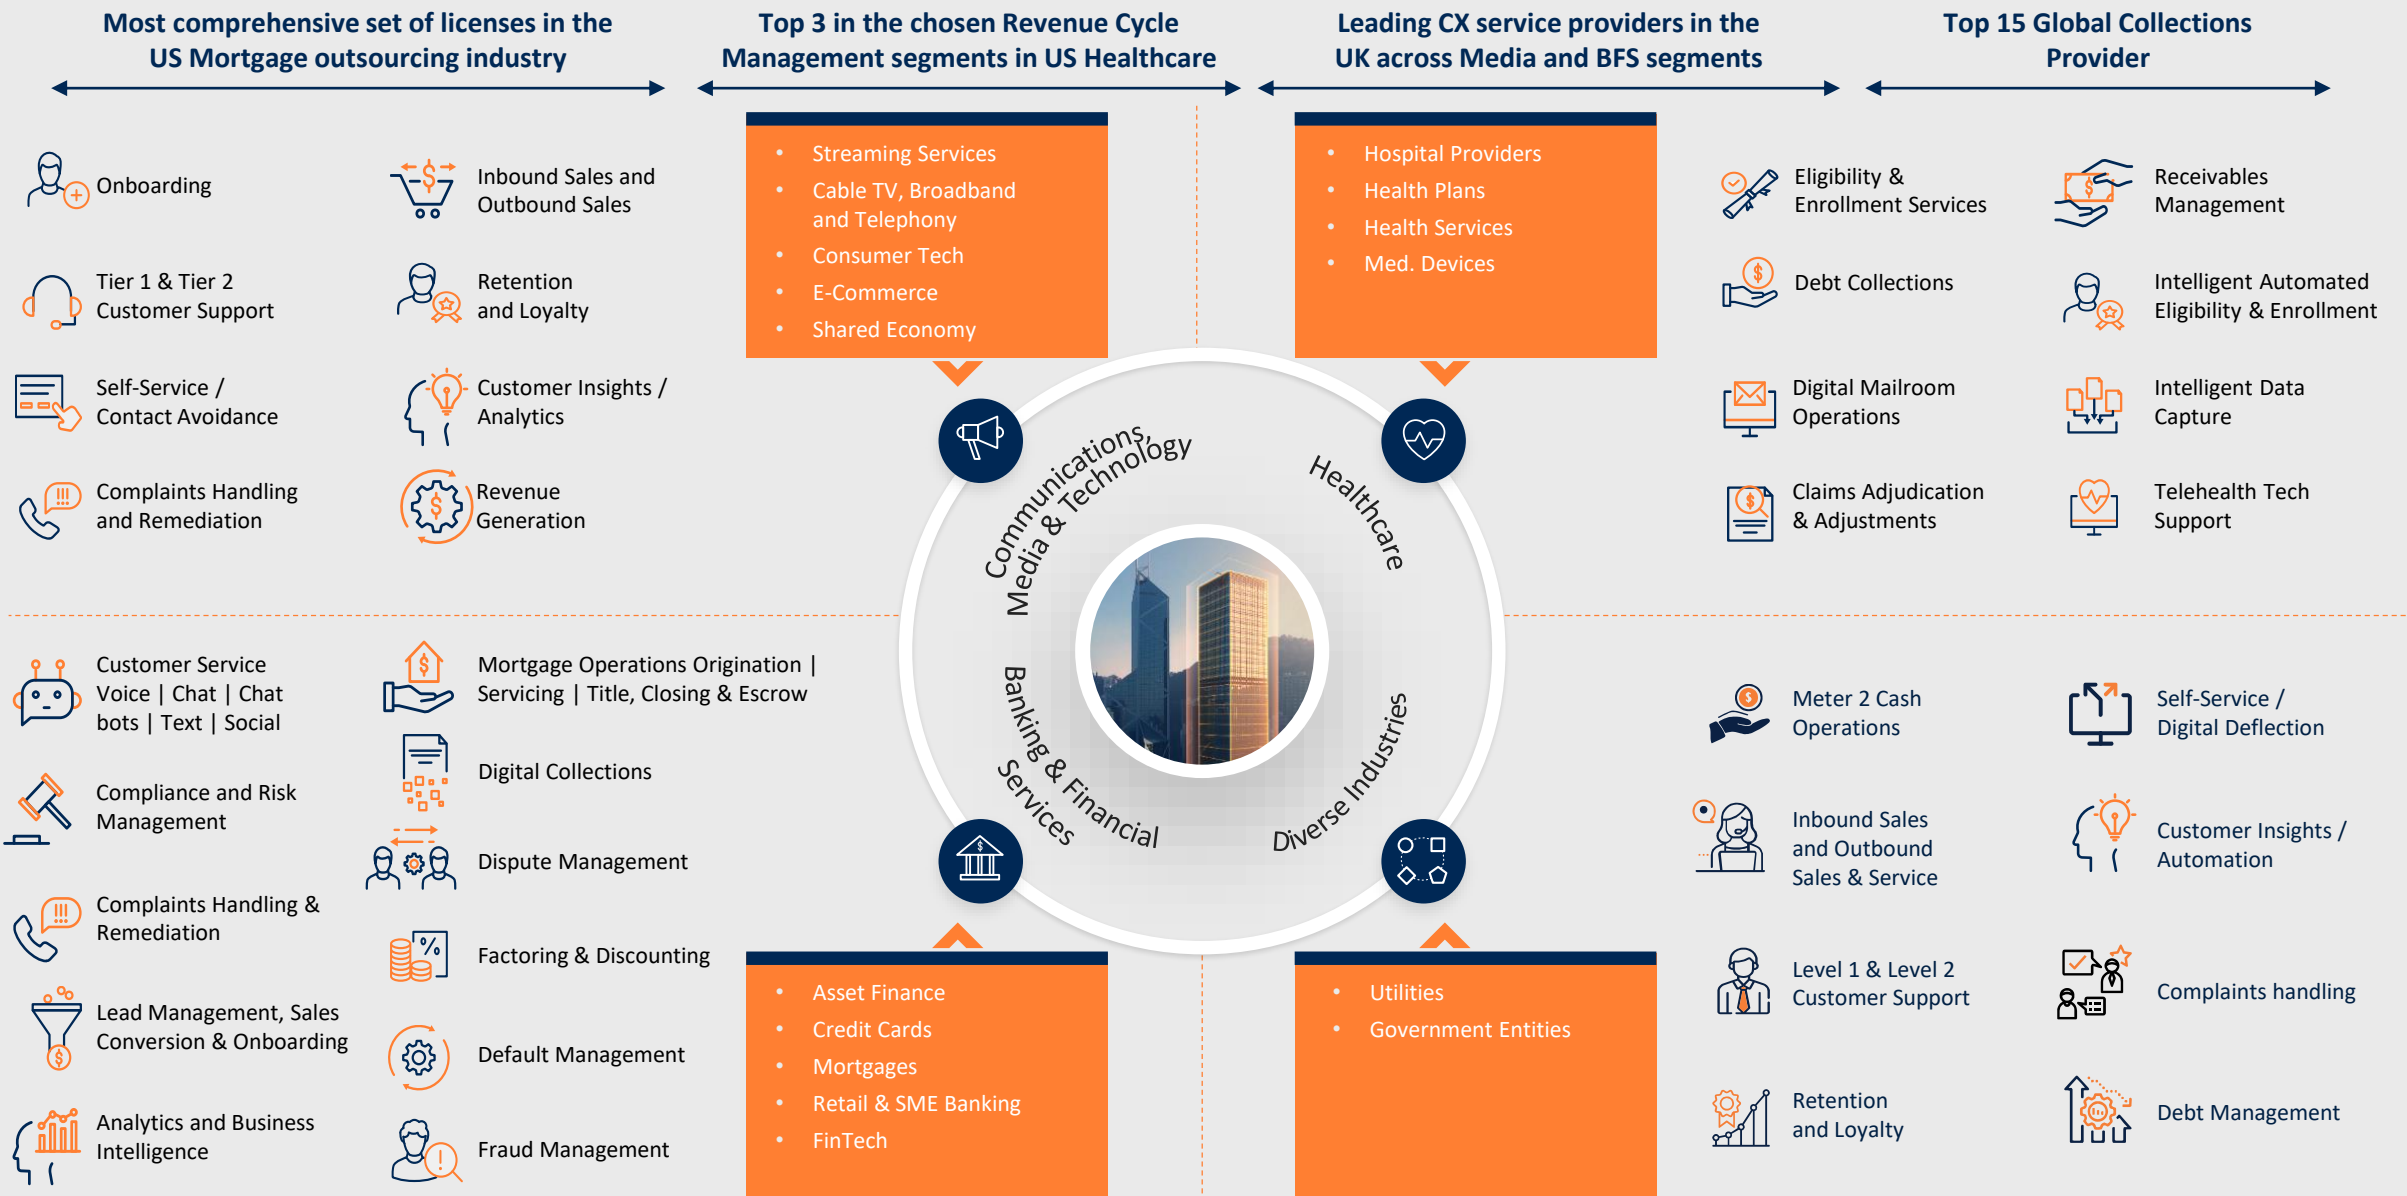 Most comprehensive set of licenses in the
US Mortgage outsourcing industry
Top 3 in the chosen Revenue Cycle
Management segments in US Healthcare
Leading CX service providers in the
UK across Media and BFS segments
Top 15 Global Collections
Provider
Onboarding
Inbound Sales and
Outbound Sales
Tier 1 & Tier 2
Customer Support
Retention
and Loyalty
Self-Service /
Contact Avoidance
Customer Insights /
Analytics
Complaints Handling
and Remediation
Revenue
Generation
• Streaming Services
• Cable TV, Broadband
and Telephony
• Consumer Tech
• E-Commerce
• Shared Economy
• Hospital Providers
• Health Plans
• Health Services
• Med. Devices
Eligibility &
Enrollment Services
Receivables
Management
Debt Collections
Intelligent Automated
Eligibility & Enrollment
Digital Mailroom
Operations
Intelligent Data
Capture
Claims Adjudication
& Adjustments
Telehealth Tech
Support
Communications,
Media & Technology
Healthcare
Banking & Financial
Services
Diverse Industries
Customer Service
Voice | Chat | Chat
bots | Text | Social
Mortgage Operations Origination |
Servicing | Title, Closing & Escrow
Compliance and Risk
Management
Digital Collections
Dispute Management
Complaints Handling &
Remediation
Factoring & Discounting
Lead Management, Sales
Conversion & Onboarding
Default Management
Analytics and Business
Intelligence
Fraud Management
• Asset Finance
• Credit Cards
• Mortgages
• Retail & SME Banking
• FinTech
• Utilities
• Government Entities
Meter 2 Cash
Operations
Self-Service /
Digital Deflection
Inbound Sales
and Outbound
Sales & Service
Customer Insights /
Automation
Level 1 & Level 2
Customer Support
Complaints handling
Retention
and Loyalty
Debt Management